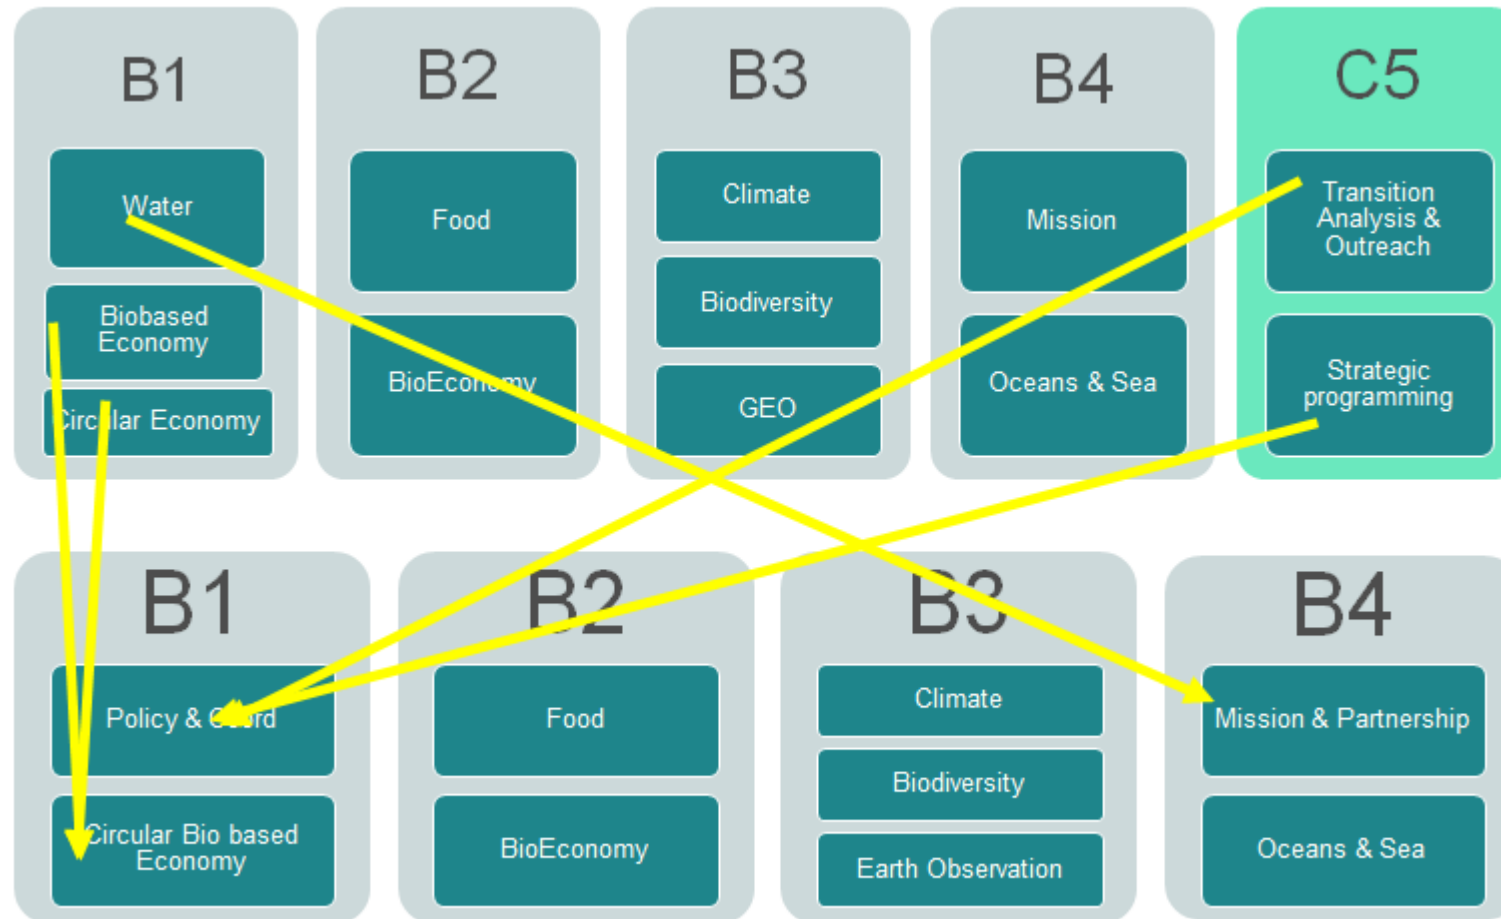 B1
Water
Biobased
Economy
Circular Economy
B2
Food
BioEconomy
B3
Climate
Biodiversity
GEO
B4
Mission
Oceans & Sea
C5
Transition
Analysis &
Outreach
Strategic
programming
B1
Policy & Coord
Circular Bio based
Economy
B2
Food
BioEconomy
B3
Climate
Biodiversity
Earth Observation
B4
Mission & Partnership
Oceans & Sea